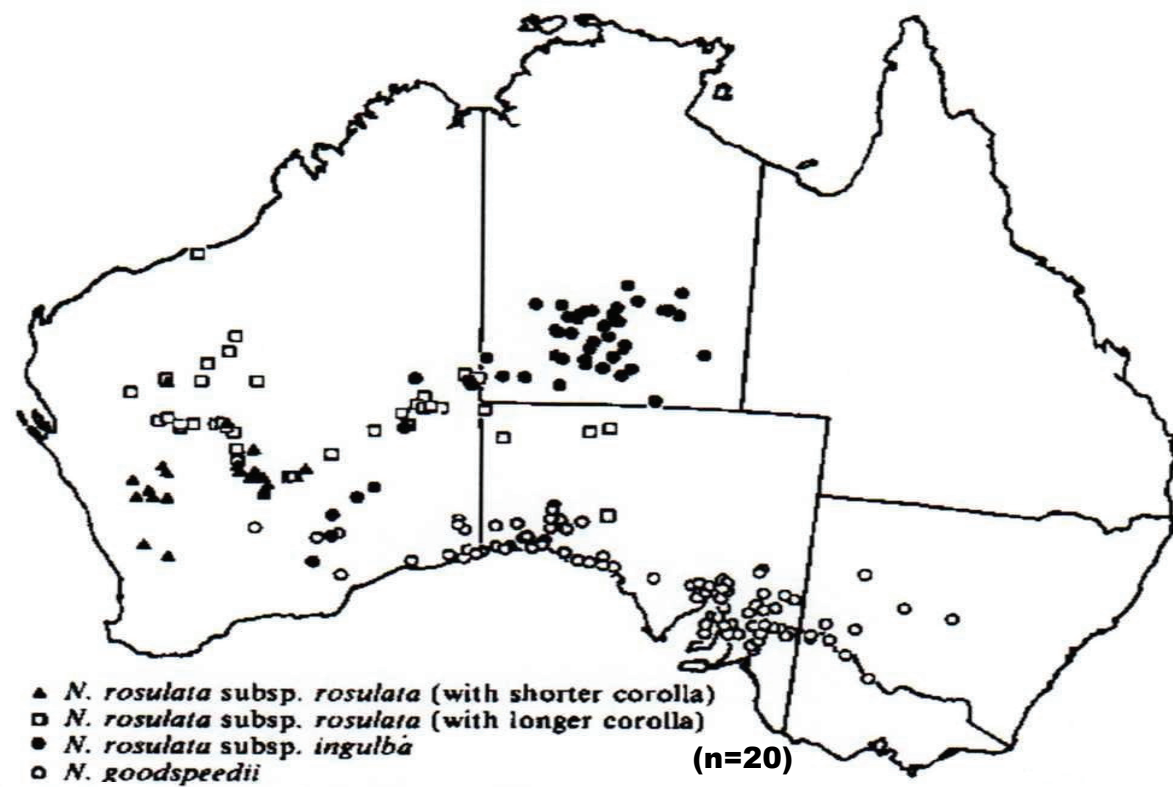 ▲ N. rosulata subsp. rosulata (with shorter corolla)
□ N. rosulata subsp. rosulata (with longer corolla)
● N. rosulata subsp. ingulba
○ N. goodspeedii
(n=20)